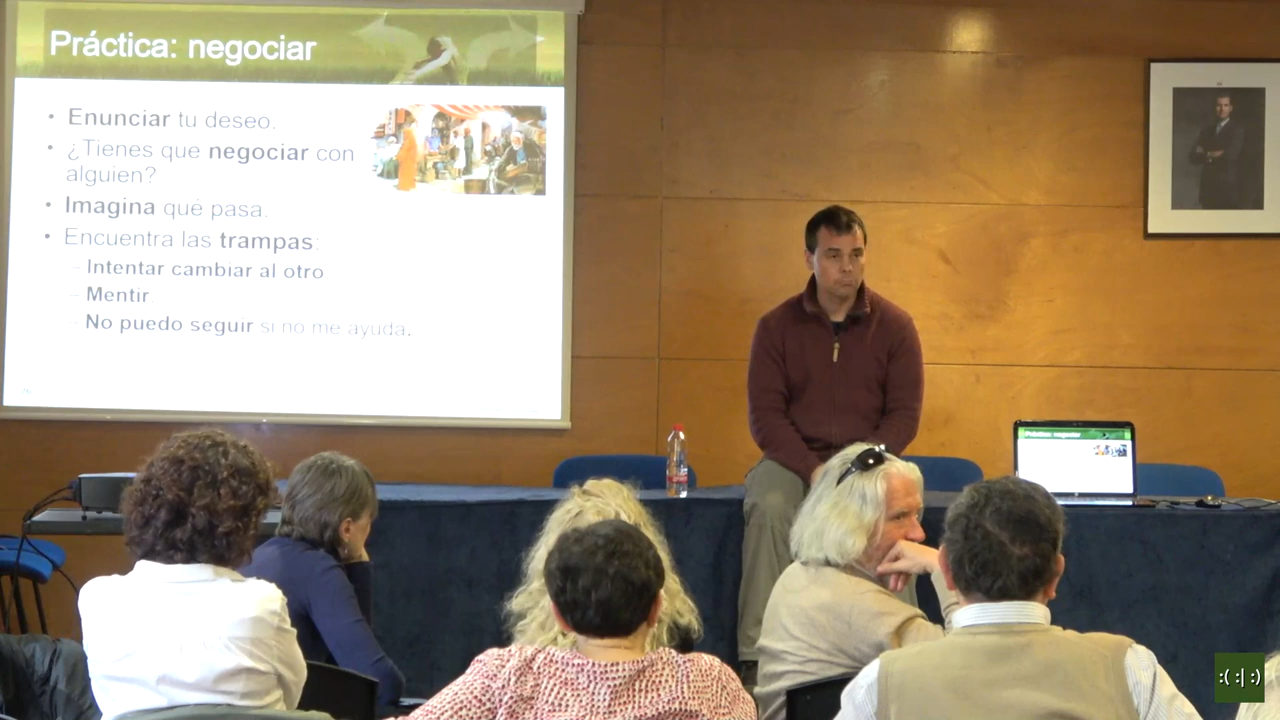 Práctica: negociar
• Enunciar tu deseo.
• ¿Tienes que negociar con
alguien?
• Imagina qué pasa.
• Encuentra las trampas:
– Intentar cambiar al otro
– Mentir
No puedo seguir si no me ayuda.
:( :| :)